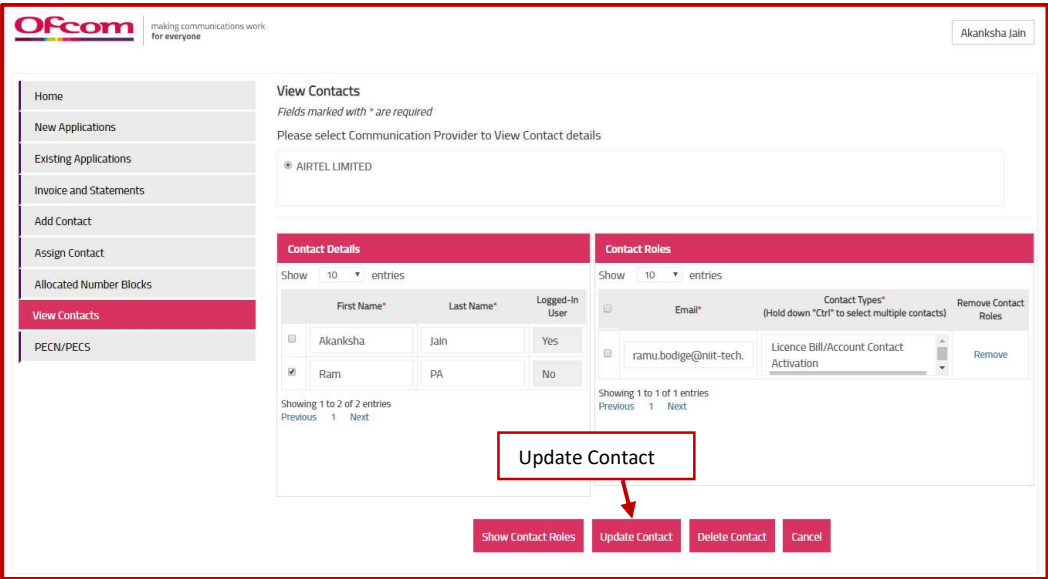 Ofcom
making communications work
for everyone
Akanksha Jain
Home
New Applications
Existing Applications
Invoice and Statements
Add Contact
Assign Contact
Allocated Number Blocks
View Contacts
PECN/PECS
View Contacts
Fields marked with * are required
Please select Communication Provider to View Contact details
AIRTEL LIMITED
Contact Details
Show 10 entries
First Name* Last Name* Logged-In User
Akanksha Jain Yes
Ram PA No
Showing 1 to 2 of 2 entries
Previous 1 Next
Contact Roles
Show 10 entries
Email* Contact Types* Remove Contact
(Hold down "Ctrl" to select multiple contacts) Roles
ramu.bodige@niit-tech. Licence Bill/Account Contact Remove
Activation
Showing 1 to 1 of 1 entries
Previous 1 Next
Update Contact
Show Contact Roles Update Contact Delete Contact Cancel